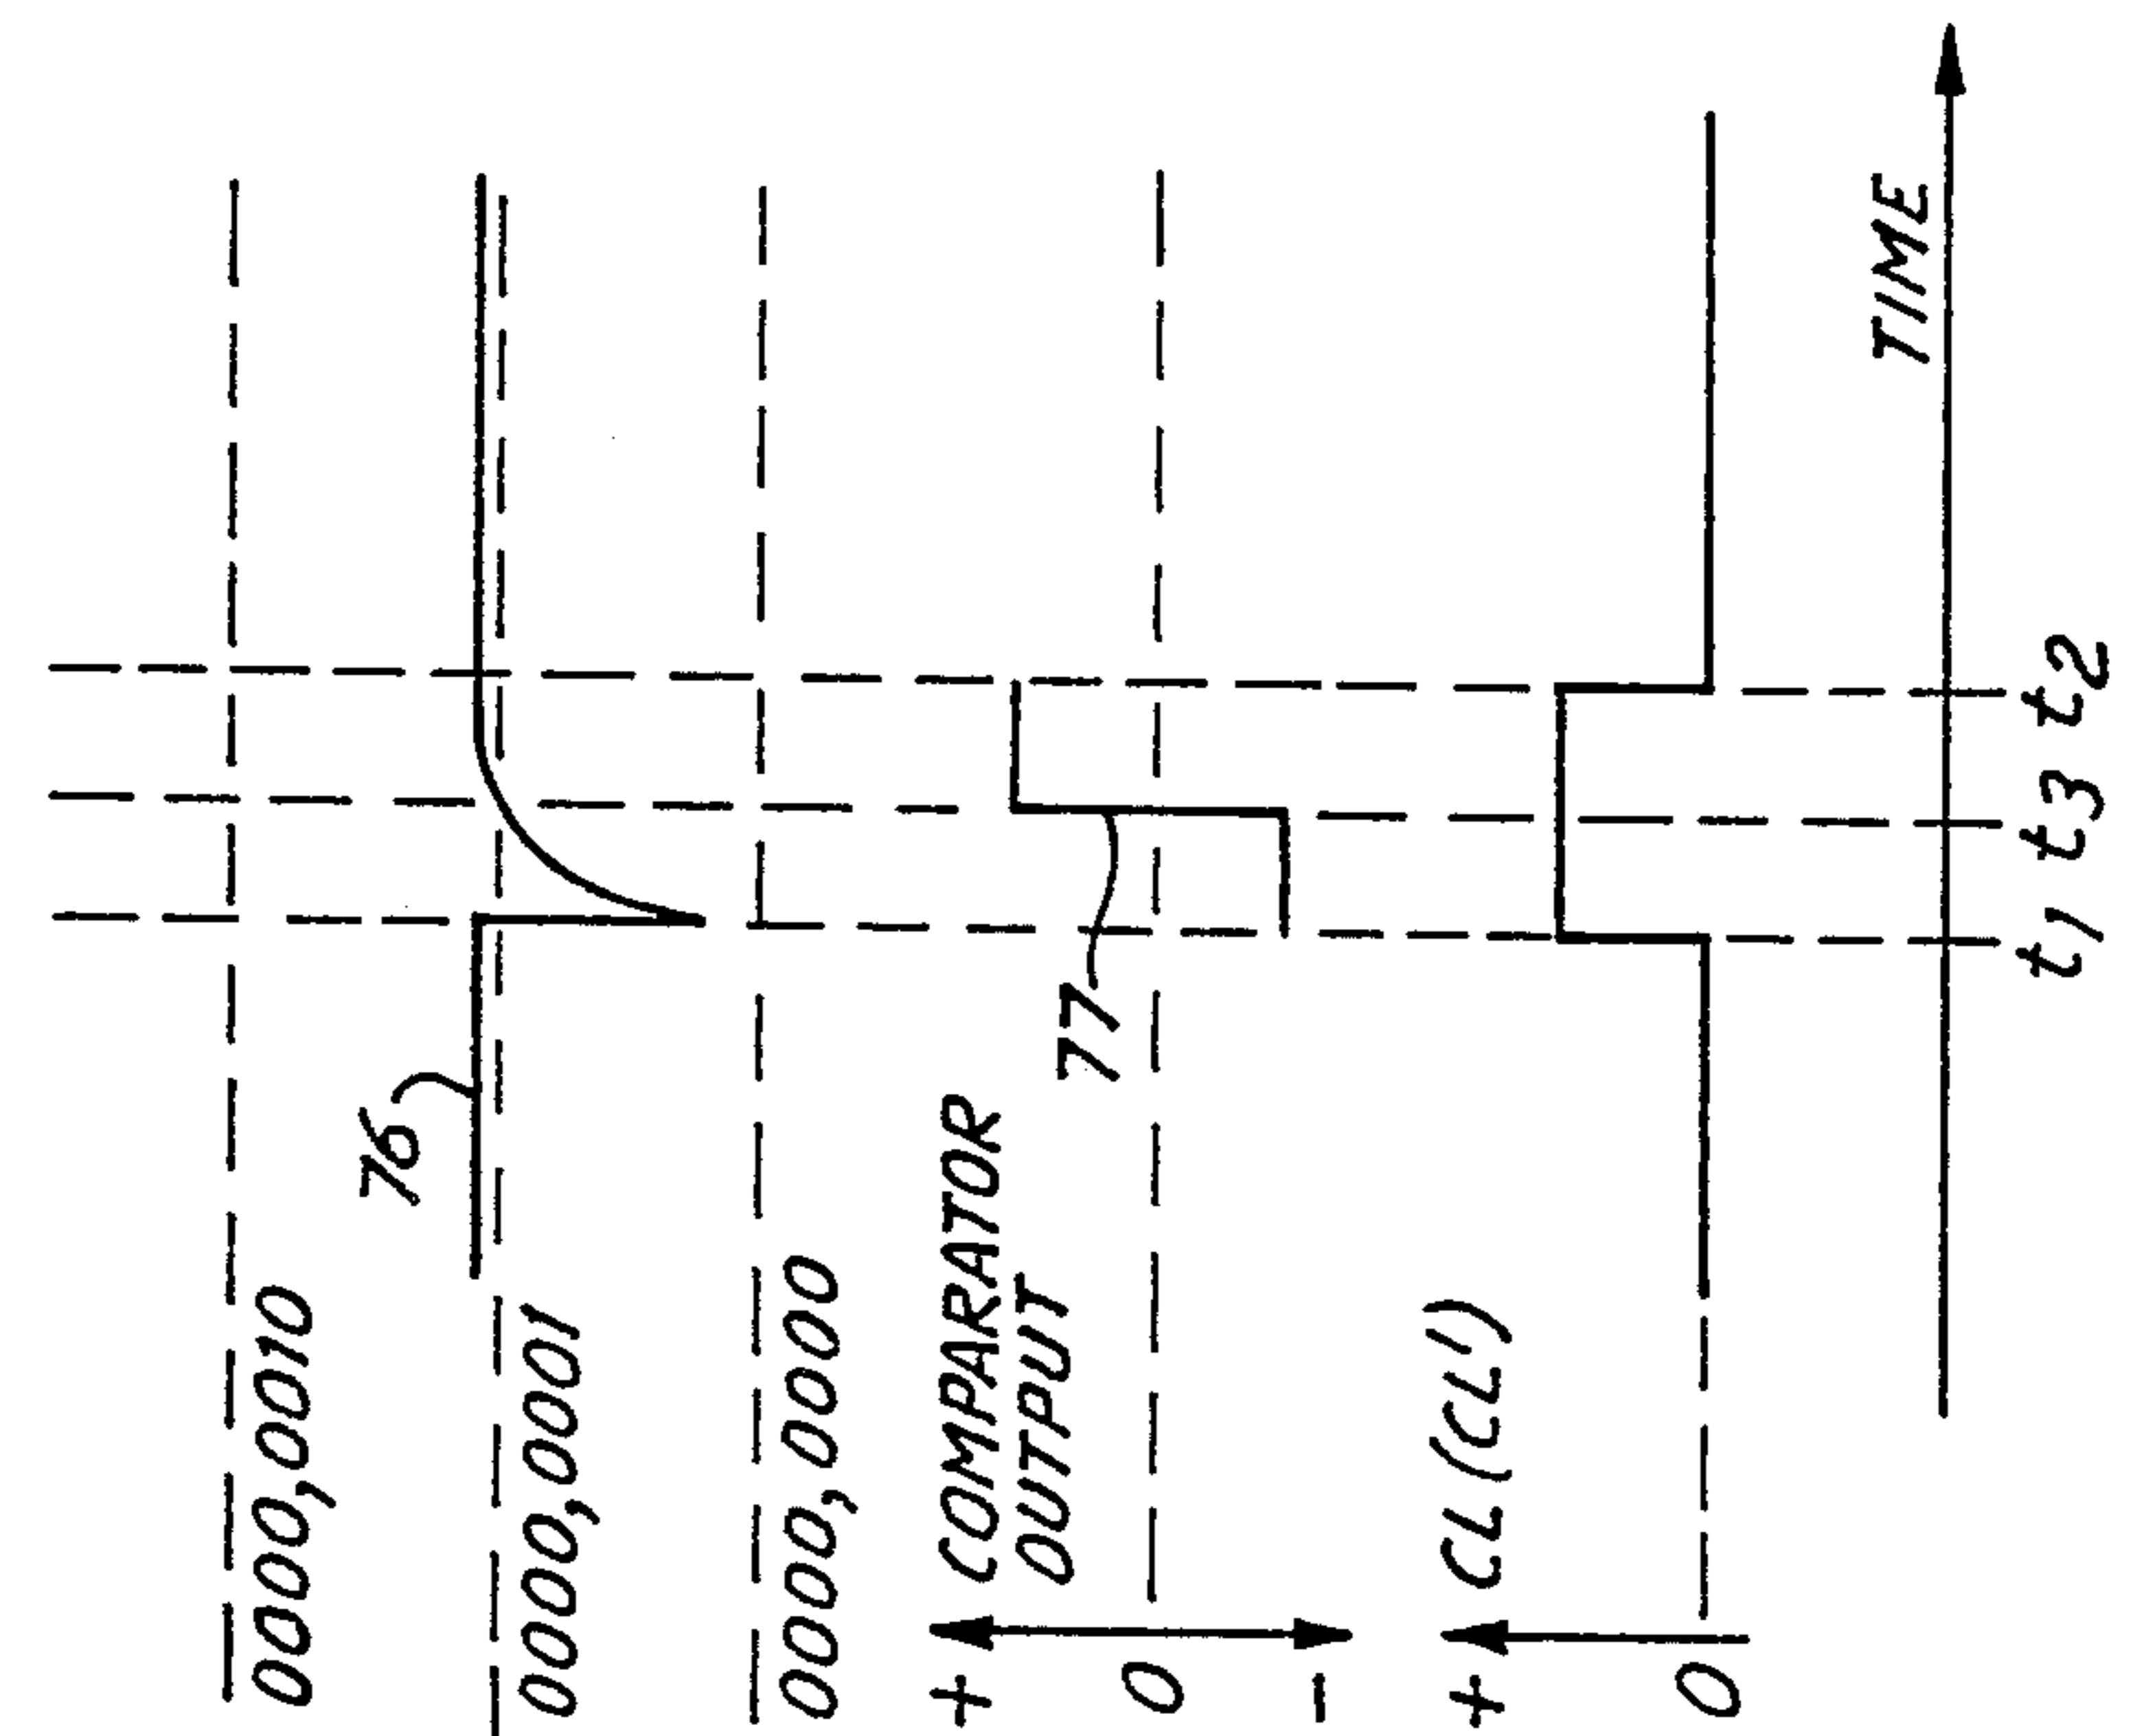 0000,0010
76
0000,0001
0000,0000
+ COMPARATOR
OUTPUT
77
0
-
+ CL(CL')
0
TIME
t1 t3 t2